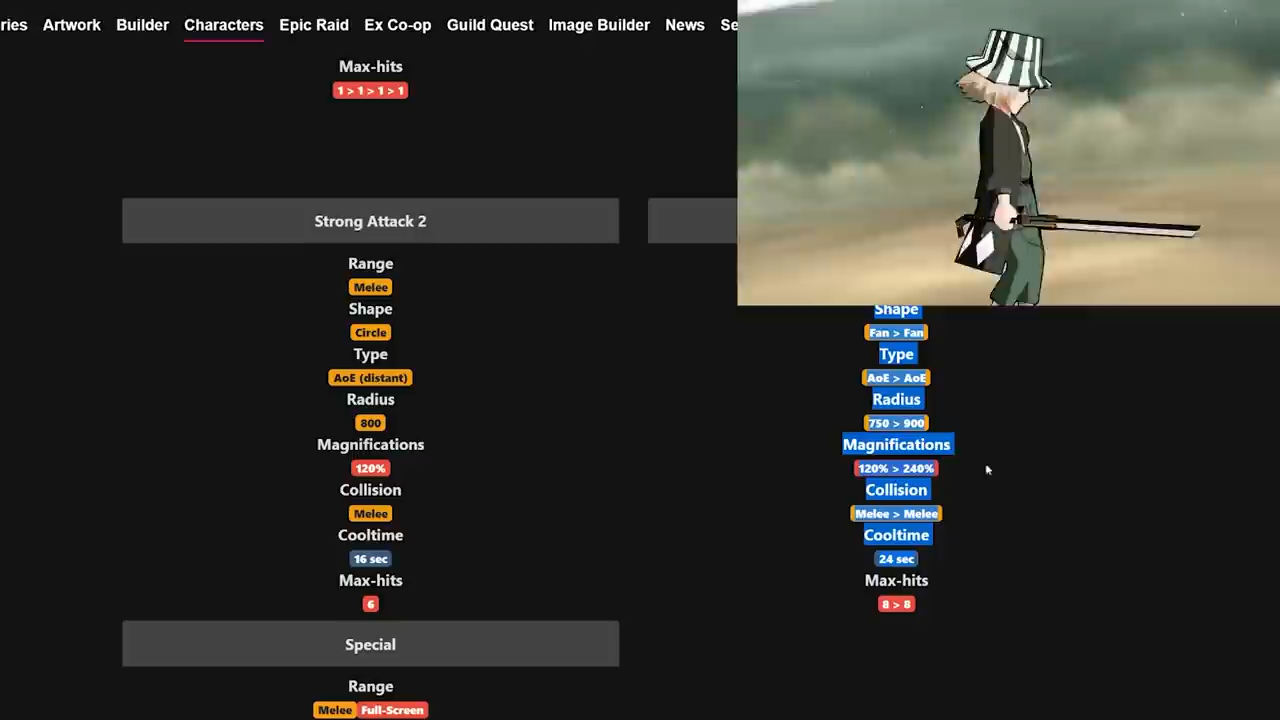 ries Artwork Builder Characters Epic Raid Ex Co-op Guild Quest Image Builder News Se
Max-hits
1 > 1 > 1 > 1
Strong Attack 2
Range
Melee
Shape
Circle
Type
AoE (distant)
Radius
800
Magnifications
120%
Collision
Melee
Cooltime
16 sec
Max-hits
6
Special
Range
Melee Full-Screen
Shape
Fan > Fan
Type
AoE > AoE
Radius
750 > 900
Magnifications
120% > 240%
Collision
Melee > Melee
Cooltime
24 sec
Max-hits
8 > 8